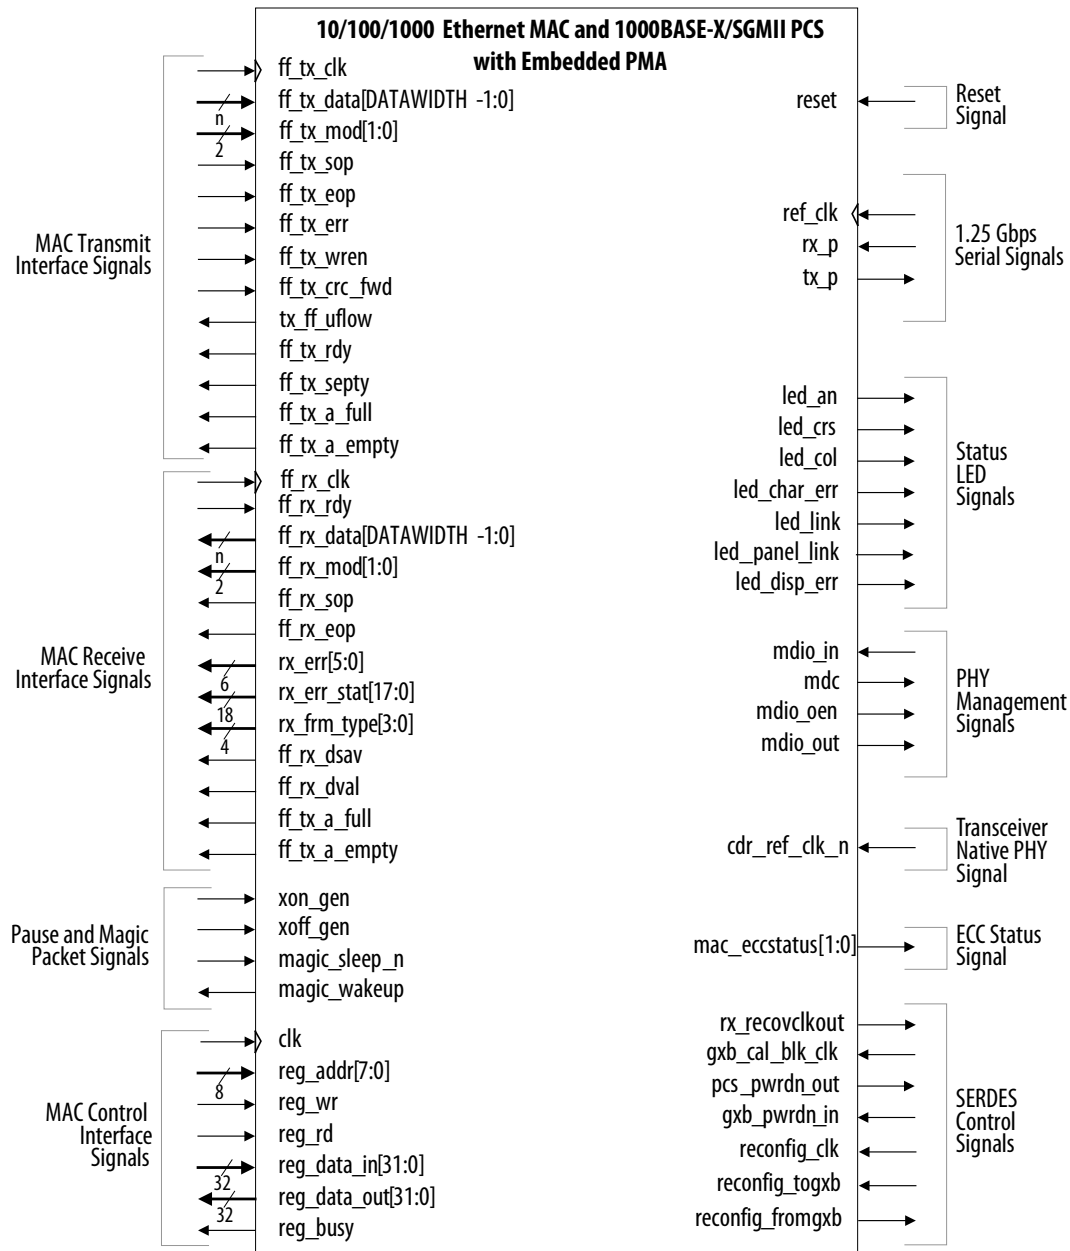 10/100/1000 Ethernet MAC and 1000BASE-X/SGMII PCS
with Embedded PMA
MAC Transmit
Interface Signals
ff_tx_clk
ff_tx_data[DATAWIDTH -1:0]
n
ff_tx_mod[1:0]
2
ff_tx_sop
ff_tx_eop
ff_tx_err
ff_tx_wren
ff_tx_crc_fwd
tx_ff_uflow
ff_tx_rdy
ff_tx_septy
ff_tx_a_full
ff_tx_a_empty
MAC Receive
Interface Signals
ff_rx_clk
ff_rx_rdy
ff_rx_data[DATAWIDTH -1:0]
n
ff_rx_mod[1:0]
2
ff_rx_sop
ff_rx_eop
rx_err[5:0]
6
rx_err_stat[17:0]
18
rx_frm_type[3:0]
4
ff_rx_dsav
ff_rx_dval
ff_tx_a_full
ff_tx_a_empty
Pause and Magic
Packet Signals
xon_gen
xoff_gen
magic_sleep_n
magic_wakeup
MAC Control
Interface
Signals
clk
reg_addr[7:0]
8
reg_wr
reg_rd
reg_data_in[31:0]
32
reg_data_out[31:0]
32
reg_busy
reset
Reset
Signal
ref_clk
rx_p
tx_p
1.25 Gbps
Serial Signals
led_an
led_crs
led_col
led_char_err
led_link
led_panel_link
led_disp_err
Status
LED
Signals
mdio_in
mdc
mdio_oen
mdio_out
PHY
Management
Signals
cdr_ref_clk_n
Transceiver
Native PHY
Signal
mac_eccstatus[1:0]
ECC Status
Signal
rx_recovclkout
gxb_cal_blk_clk
pcs_pwrdn_out
gxb_pwrdn_in
reconfig_clk
reconfig_togxb
reconfig_fromgxb
SERDES
Control
Signals